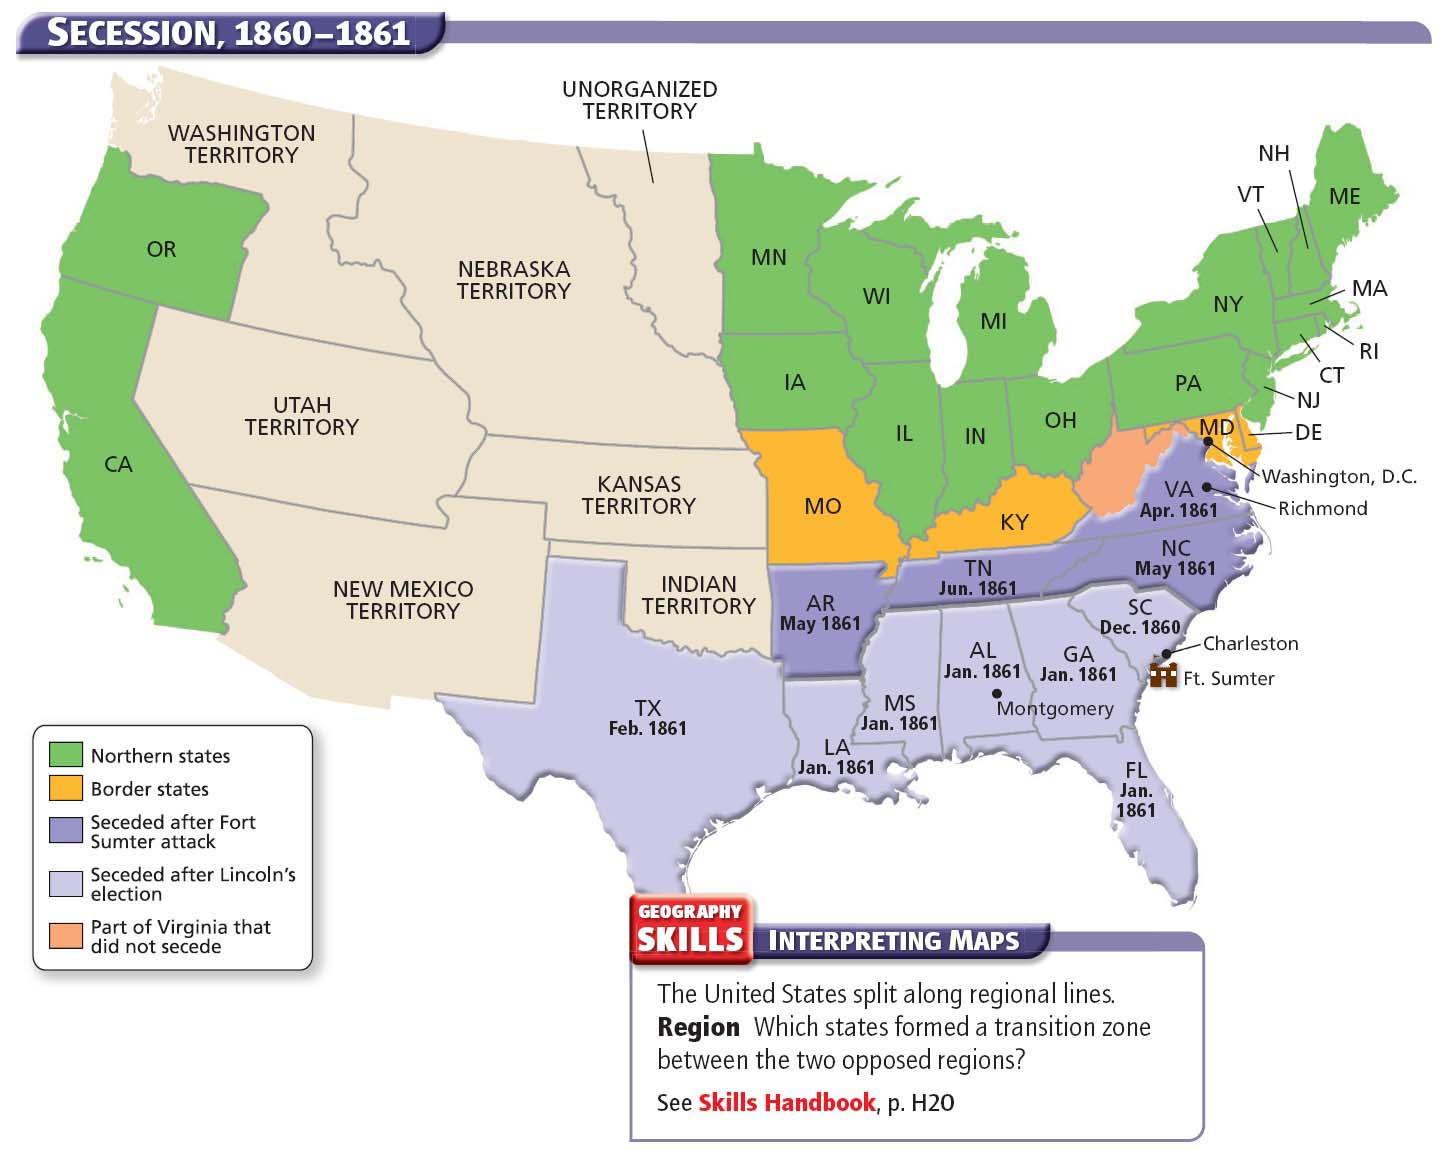 SECESSION, 1860–1861
UNORGANIZED
TERRITORY
WASHINGTON
TERRITORY
NH
VT
ME
OR
NEBRASKA
TERRITORY
MN
WI
MI
NY
MA
RI
CT
NJ
DE
UTAH
TERRITORY
IA
PA
CA
IL
IN
OH
MD
Washington, D.C.
KANSAS
TERRITORY
MO
KY
VA
Apr. 1861
Richmond
NEW MEXICO
TERRITORY
INDIAN
TERRITORY
AR
May 1861
TN
Jun. 1861
NC
May 1861
SC
Dec. 1860
Charleston
Ft. Sumter
TX
Feb. 1861
LA
Jan. 1861
MS
Jan. 1861
AL
Jan. 1861
Montgomery
GA
Jan. 1861
FL
Jan.
1861
Northern states
Border states
Seceded after Fort
Sumter attack
Seceded after Lincoln's
election
Part of Virginia that
did not secede
GEOGRAPHY
SKILLS
INTERPRETING MAPS
The United States split along regional lines.
Region Which states formed a transition zone
between the two opposed regions?
See Skills Handbook, p. H20